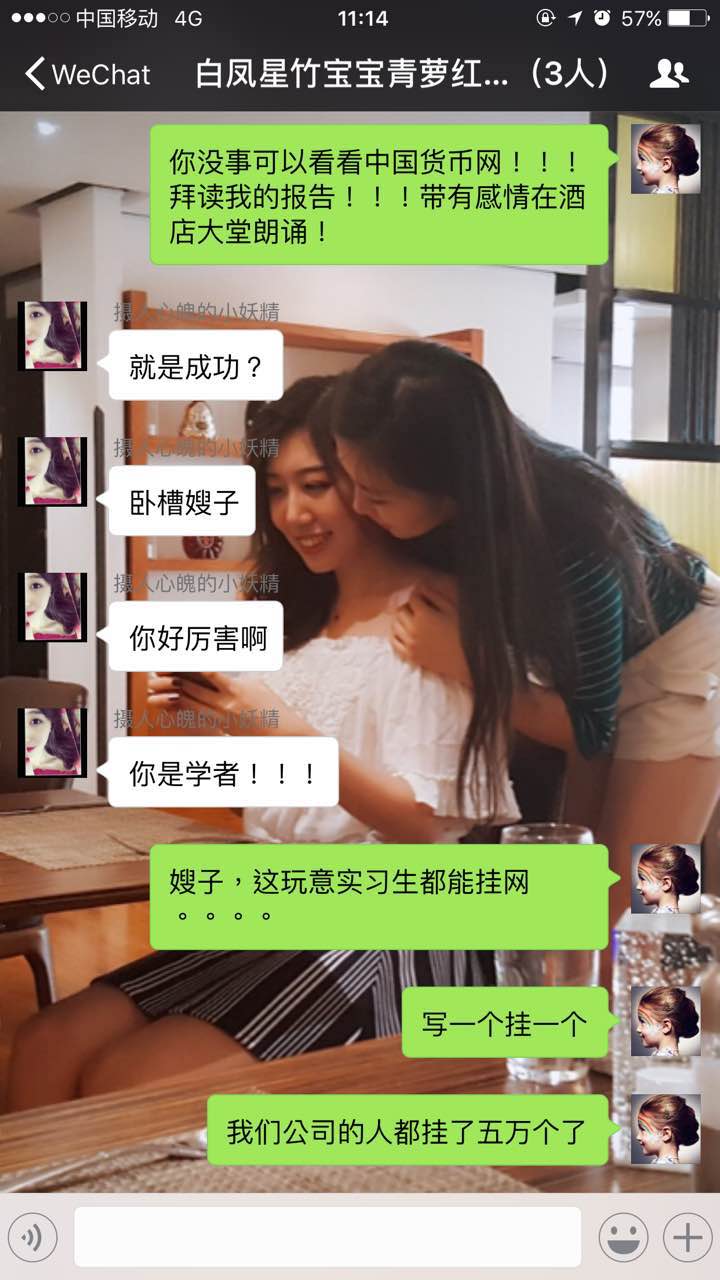 中国移动 4G 11:14 57%
WeChat 白凤星竹宝宝青萝红...（3人）
你没事可以看看中国货币网！！！
拜读我的报告！！！带有感情在酒
店大堂朗诵！
摄人心魄的小妖精
就是成功？
摄人心魄的小妖精
卧槽嫂子
摄人心魄的小妖精
你好厉害啊
摄人心魄的小妖精
你是学者！！！
嫂子，这玩意实习生都能挂网
。。。。
写一个挂一个
我们公司的人都挂了五万个了